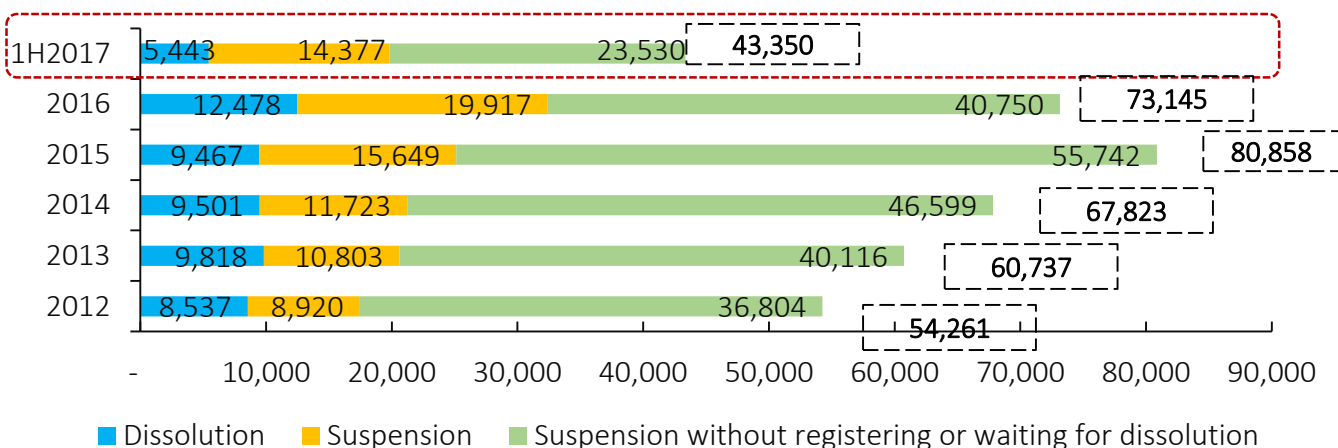 1H2017 5,443 14,377 23,530 43,350
2016 12,478 19,917 40,750 73,145
2015 9,467 15,649 55,742 80,858
2014 9,501 11,723 46,599 67,823
2013 9,818 10,803 40,116 60,737
2012 8,537 8,920 36,804 54,261
- 10,000 20,000 30,000 40,000 50,000 60,000 70,000 80,000 90,000
Dissolution Suspension Suspension without registering or waiting for dissolution